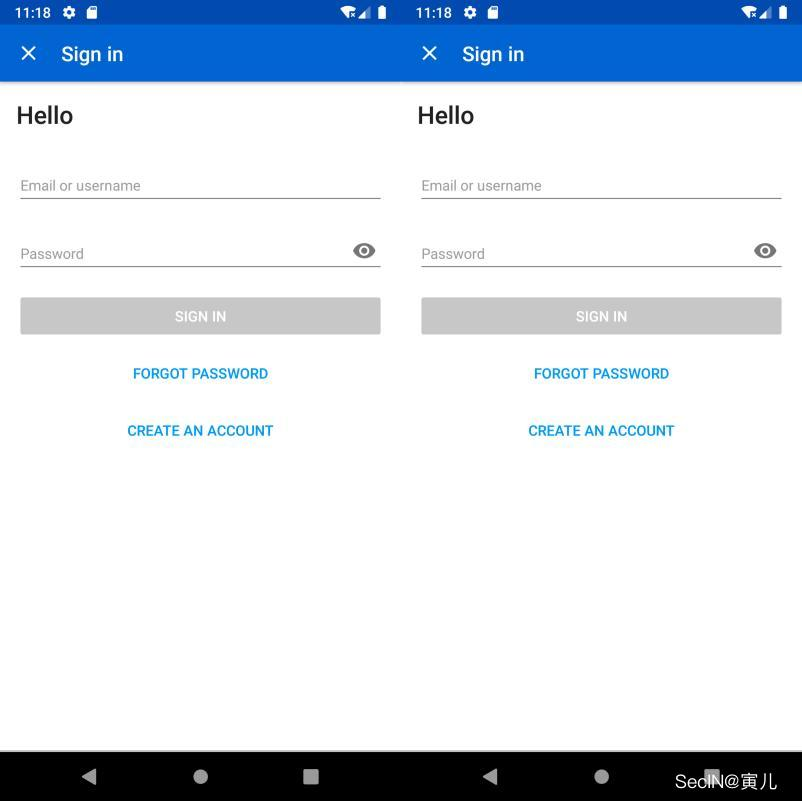 11:18
Sign in
Hello
Email or username
Password
SIGN IN
FORGOT PASSWORD
CREATE AN ACCOUNT
11:18
Sign in
Hello
Email or username
Password
SIGN IN
FORGOT PASSWORD
CREATE AN ACCOUNT
SecIN@寅儿